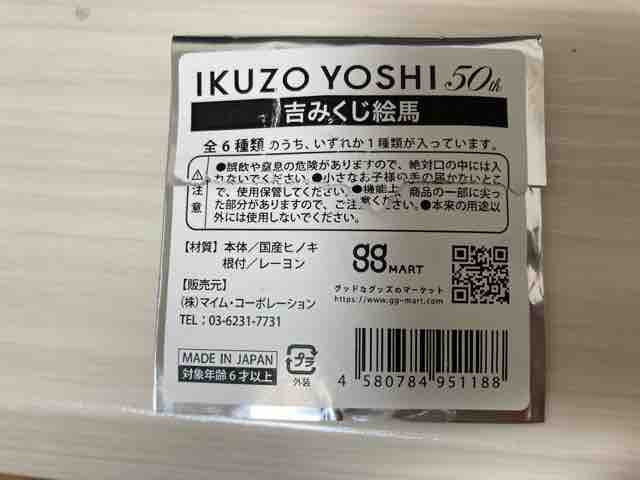 IKUZO YOSHI 50th
吉みくじ絵馬
全6種類のうち、いずれか1種類が入っています。
⚠注意
●誤飲や窒息の危険がありますので、絶対口の中には入
れないでください。●小さなお子様の手の届かないとこ
で、使用保管してください。●機能上、商品の一部に尖っ
た部分がありますので、ご注意ください。●本来の用途以
外には使用しないでください。
【材質】本体/国産ヒノキ
根付/レーヨン
【販売元】
(株)マイム・コーポレーション
TEL:03-6231-7731
gg MART
グッドなグッズのマーケット
https://www.gg-mart.com/
MADE IN JAPAN
対象年齢6才以上
プラ
外装
4 580784 951188